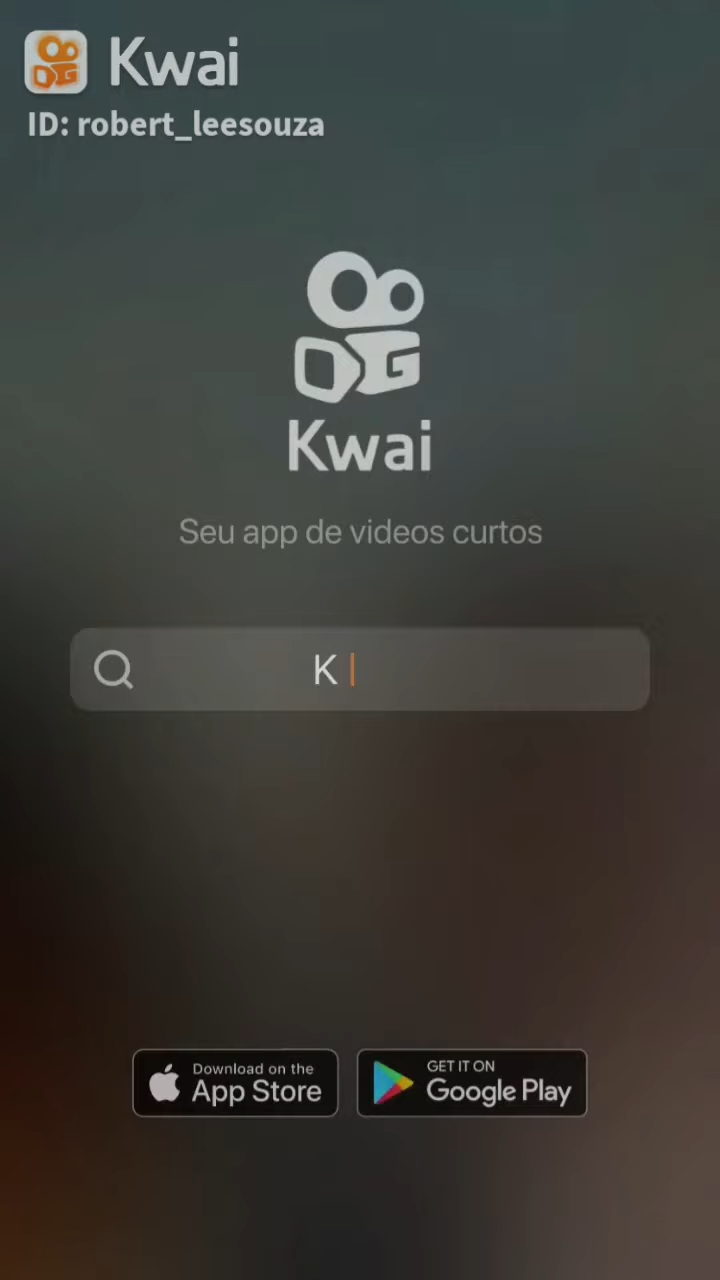 Kwai
ID: robert_leesouza
Kwai
Seu app de videos curtos
K
Download on the
App Store
GET IT ON
Google Play